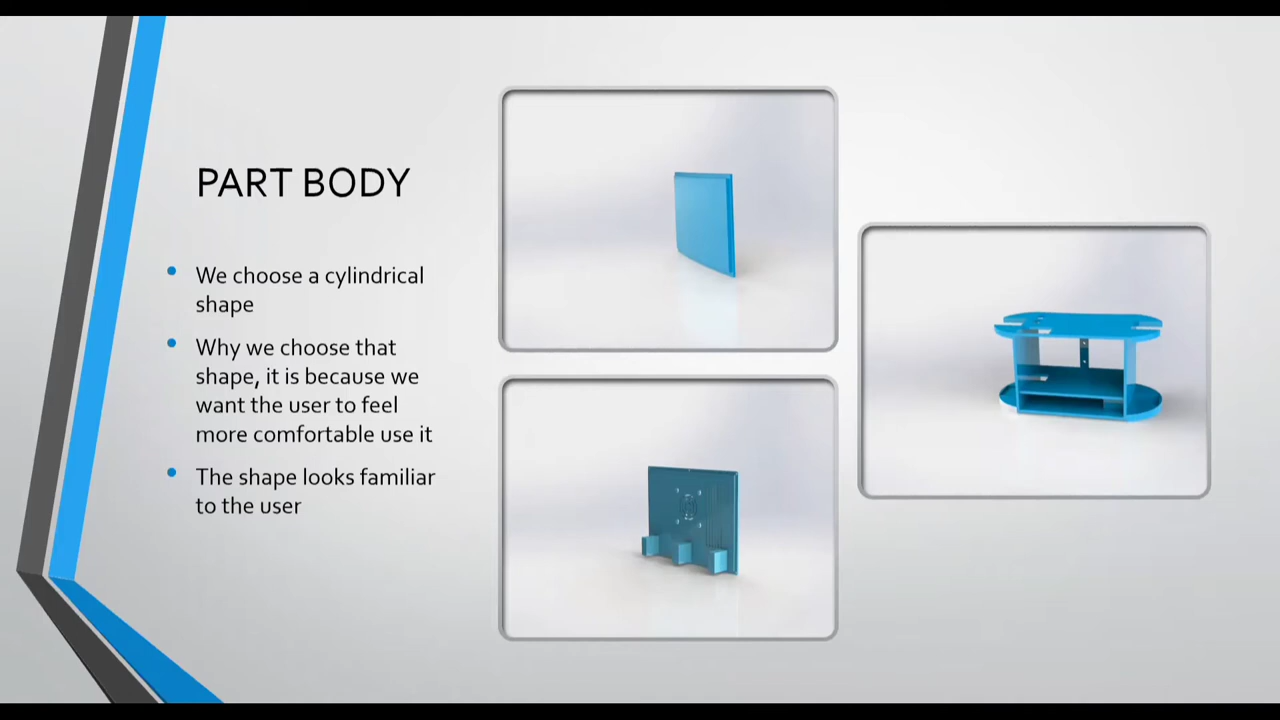 PART BODY
We choose a cylindrical
shape
Why we choose that
shape, it is because we
want the user to feel
more comfortable use it
The shape looks familiar
to the user